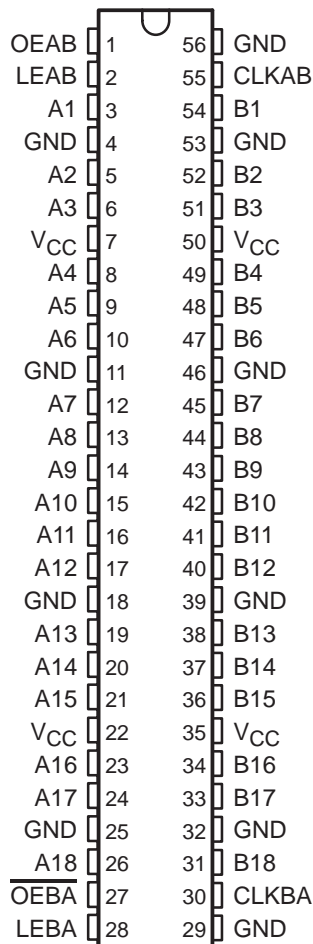 OEAB 1 56 GND
LEAB 2 55 CLKAB
A1 3 54 B1
GND 4 53 GND
A2 5 52 B2
A3 6 51 B3
VCC 7 50 VCC
A4 8 49 B4
A5 9 48 B5
A6 10 47 B6
GND 11 46 GND
A7 12 45 B7
A8 13 44 B8
A9 14 43 B9
A10 15 42 B10
A11 16 41 B11
A12 17 40 B12
GND 18 39 GND
A13 19 38 B13
A14 20 37 B14
A15 21 36 B15
VCC 22 35 VCC
A16 23 34 B16
A17 24 33 B17
GND 25 32 GND
A18 26 31 B18
O̅E̅B̅A̅ 27 30 CLKBA
LEBA 28 29 GND